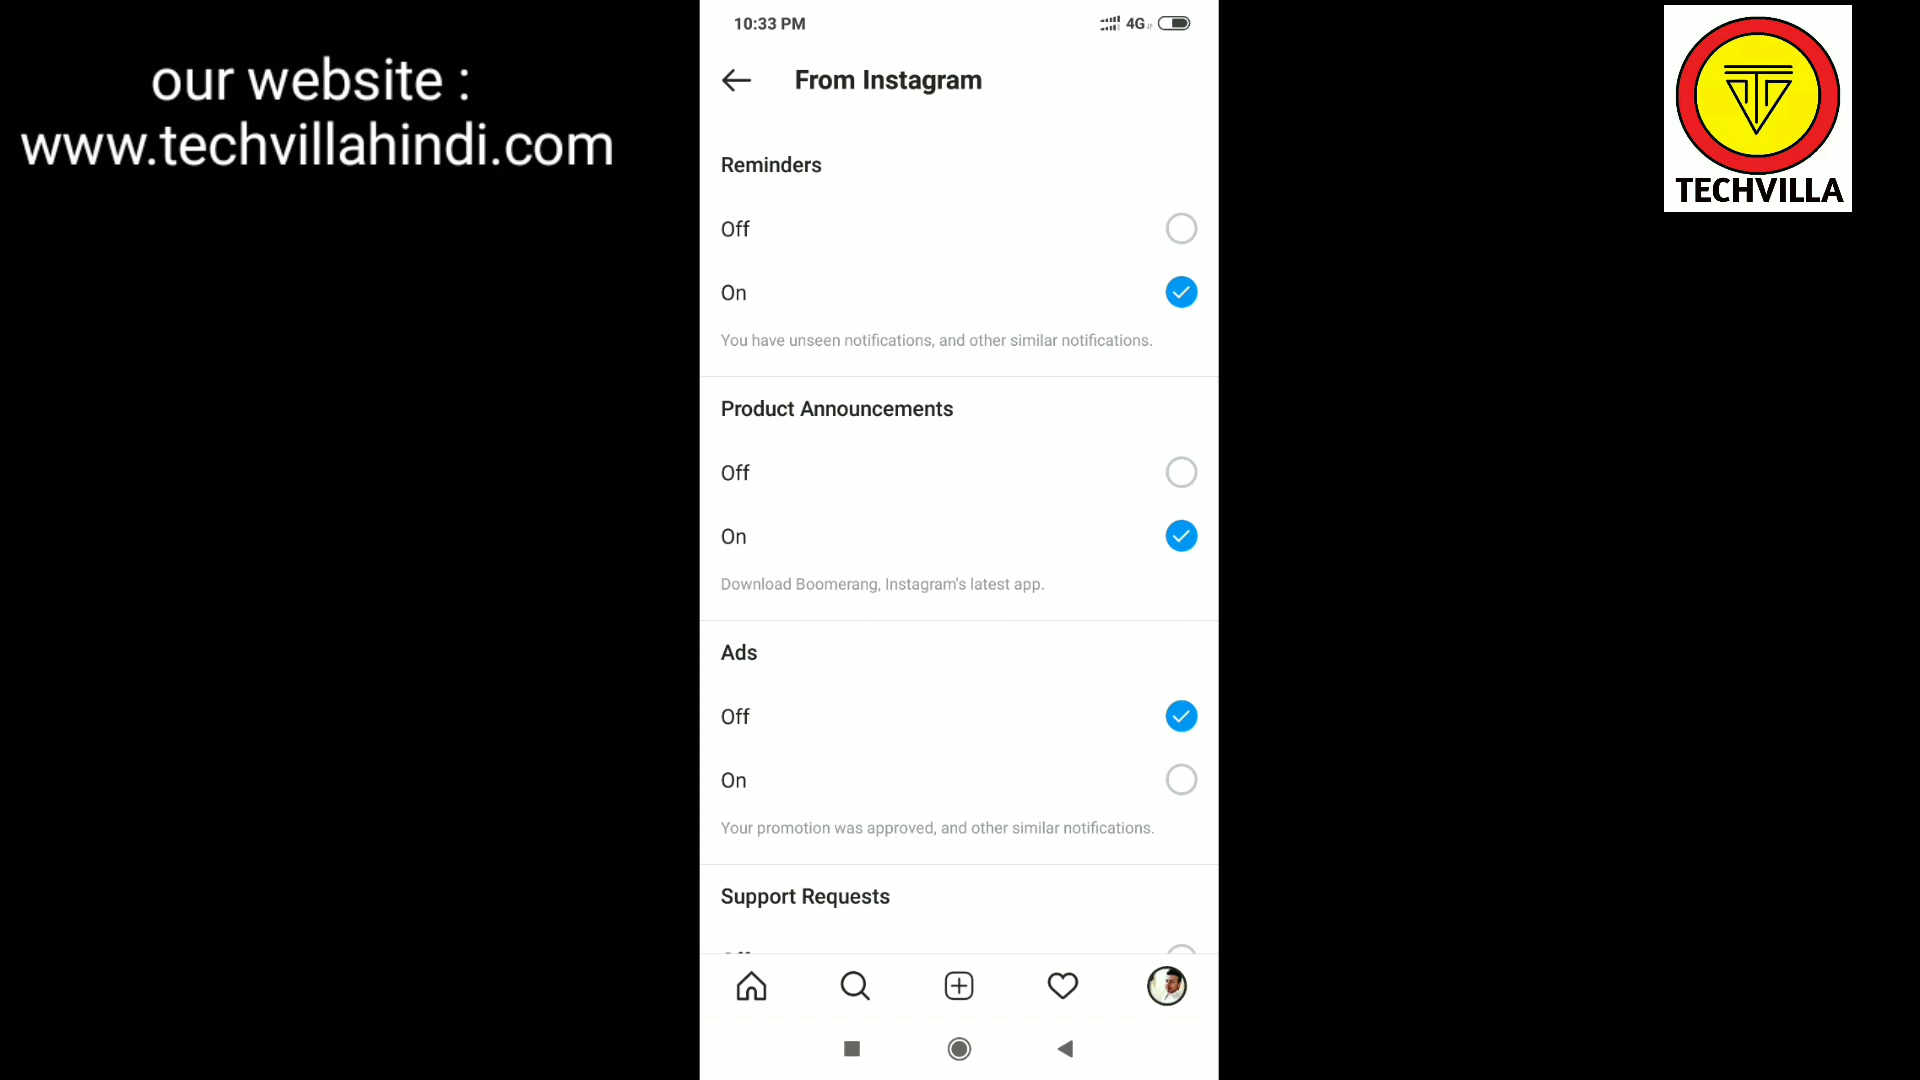 our website :
www.techvillahindi.com
10:33 PM
4G
From Instagram
TECHVILLA
Reminders
Off
On
You have unseen notifications, and other similar notifications.
Product Announcements
Off
On
Download Boomerang, Instagram's latest app.
Ads
Off
On
Your promotion was approved, and other similar notifications.
Support Requests